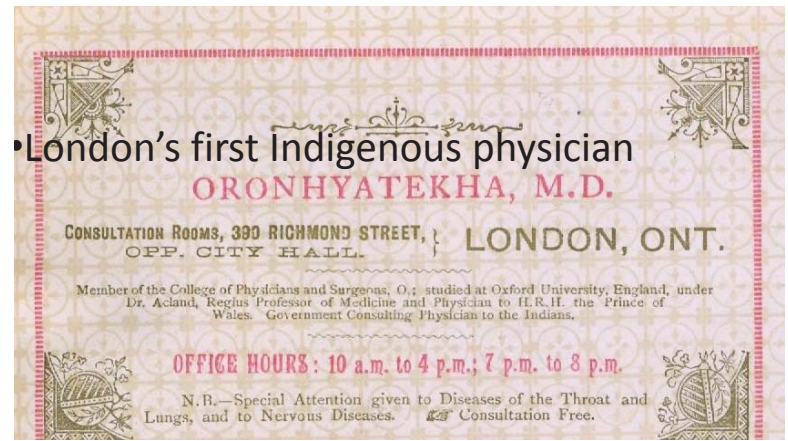 •London’s first Indigenous physician
ORONHYATEKHA, M.D.
CONSULTATION ROOMS, 390 RICHMOND STREET, } LONDON, ONT.
OPP. CITY HALL.
Member of the College of Physicians and Surgeons, O.; studied at Oxford University, England, under
Dr. Acland, Regius Professor of Medicine and Physician to H.R.H. the Prince of
Wales. Government Consulting Physician to the Indians.
OFFICE HOURS: 10 a.m. to 4 p.m.; 7 p.m. to 8 p.m.
N.B.—Special Attention given to Diseases of the Throat and
Lungs, and to Nervous Diseases. ☞ Consultation Free.